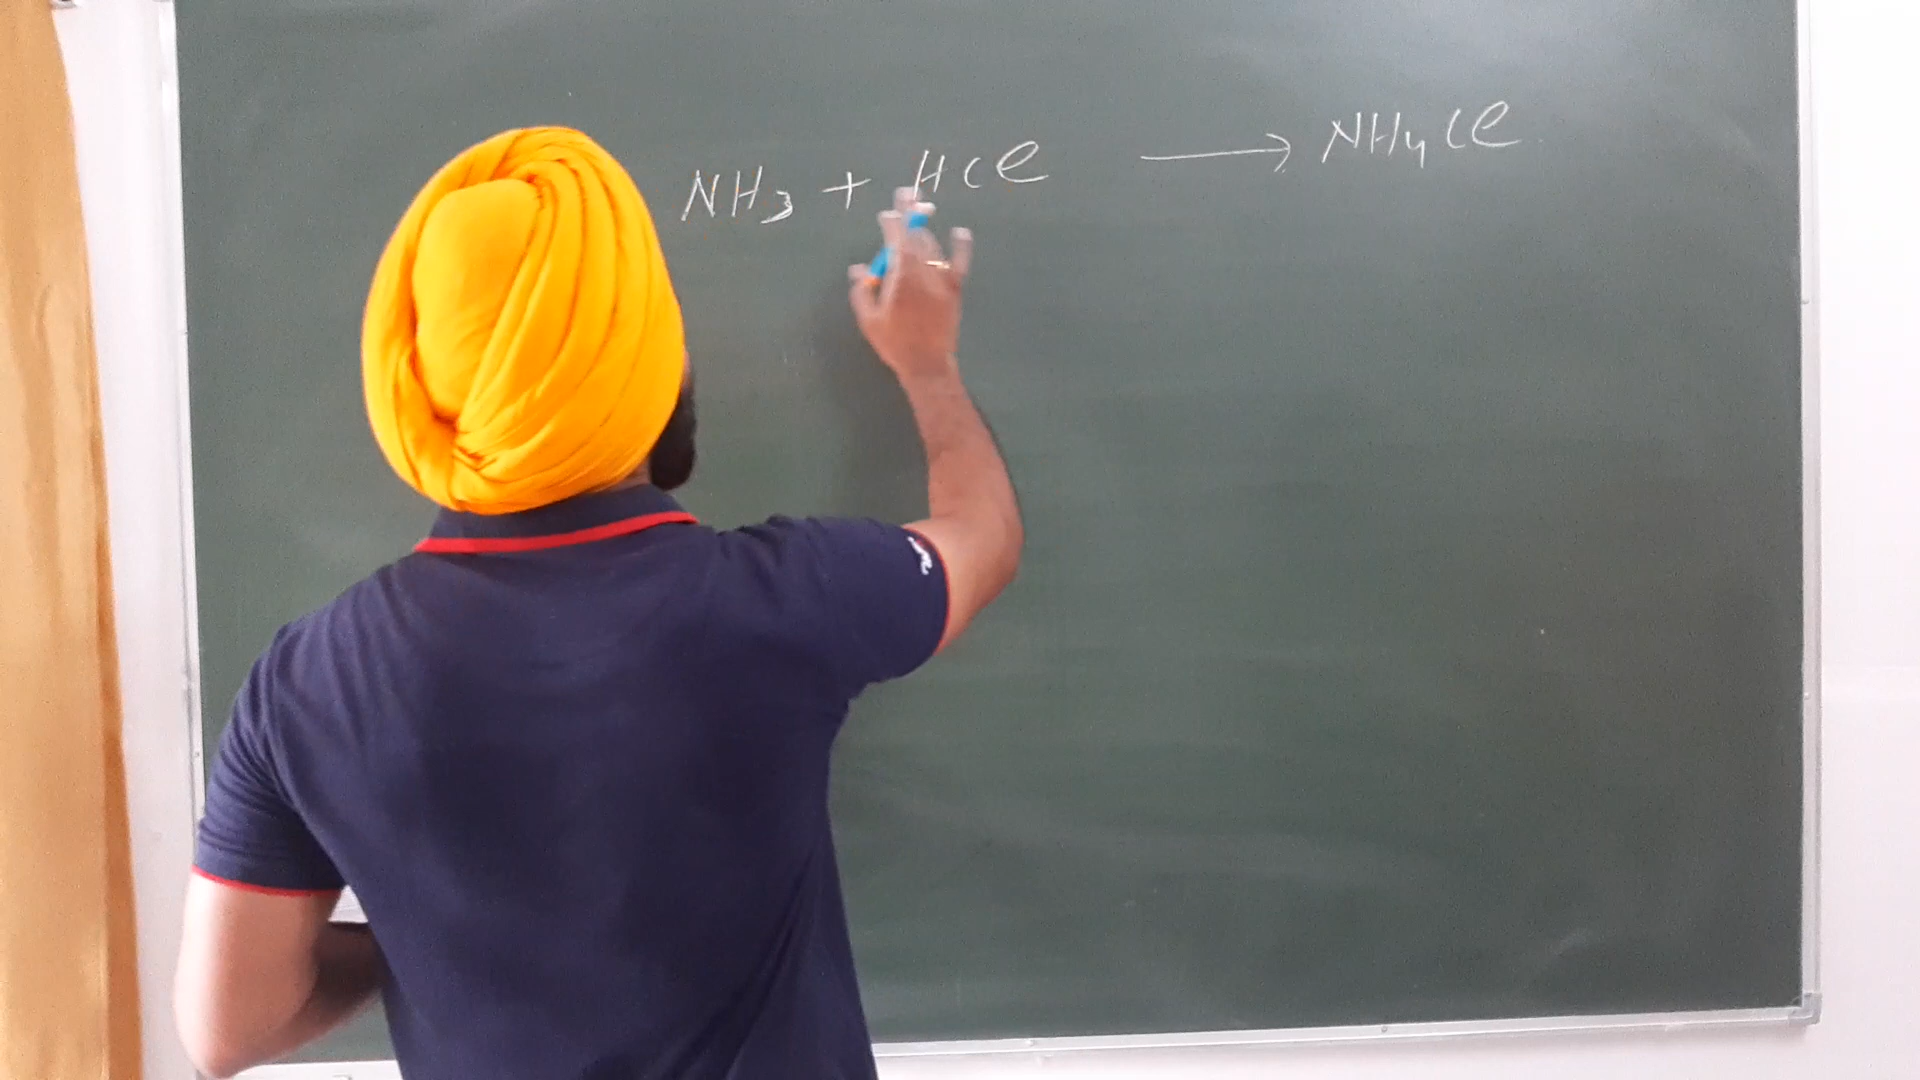 NH3 + HCl → NH4Cl